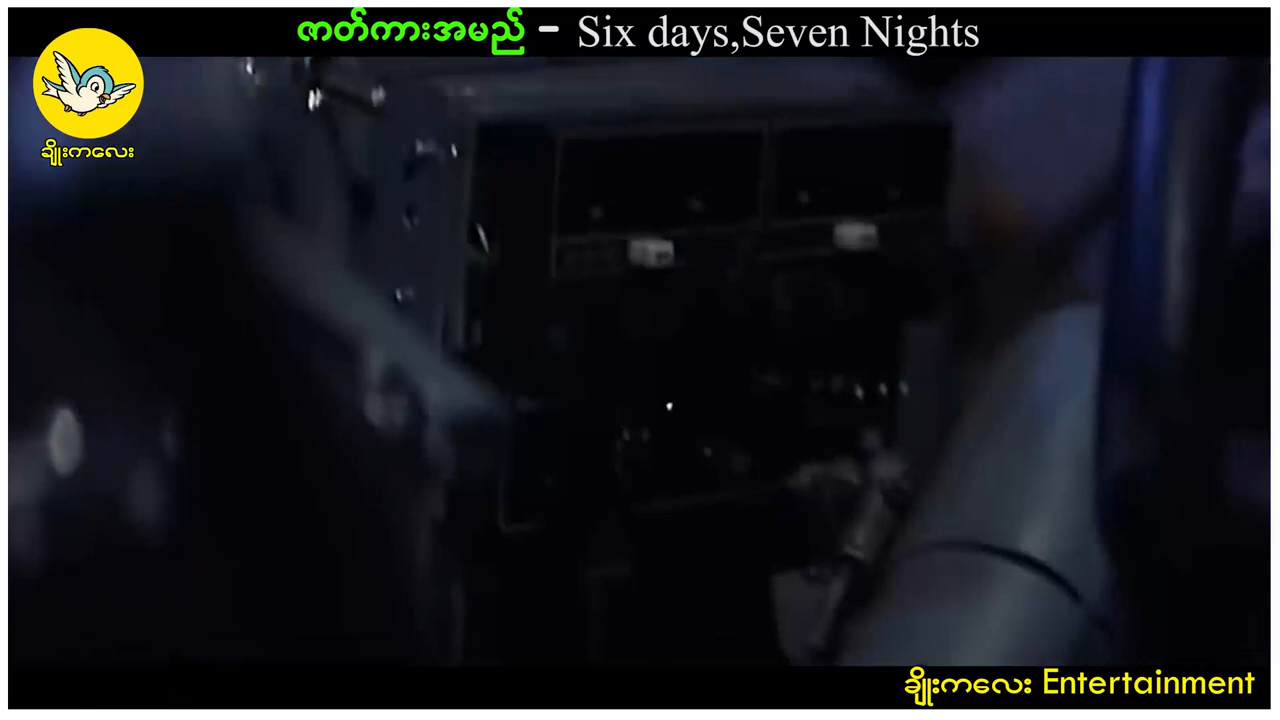 ဇာတ်ကားအမည် - Six days,Seven Nights
ချိုးကလေး
ချိုးကလေး Entertainment